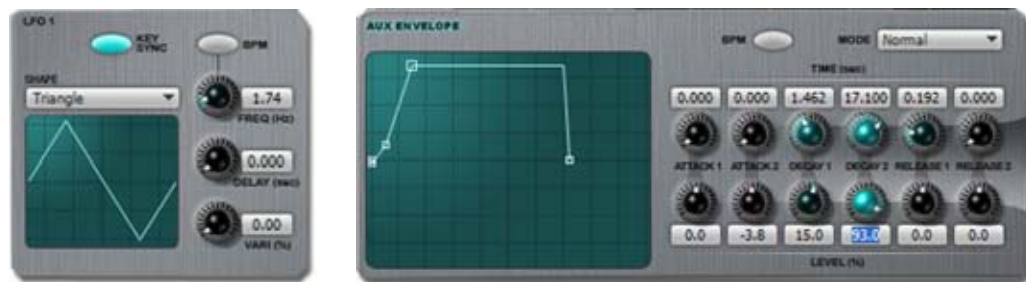 LFO 1
KEY SYNC
BPM
SHAPE
Triangle
1.74
FREQ (Hz)
0.000
DELAY (sec)
0.00
VARI (%)
AUX ENVELOPE
BPM
MODE Normal
TIME (sec)
0.000 0.000 1.462 17.100 0.192 0.000
ATTACK 1 ATTACK 2 DECAY 1 DECAY 2 RELEASE 1 RELEASE 2
0.0 -3.8 15.0 93.0 0.0 0.0
LEVEL (%)